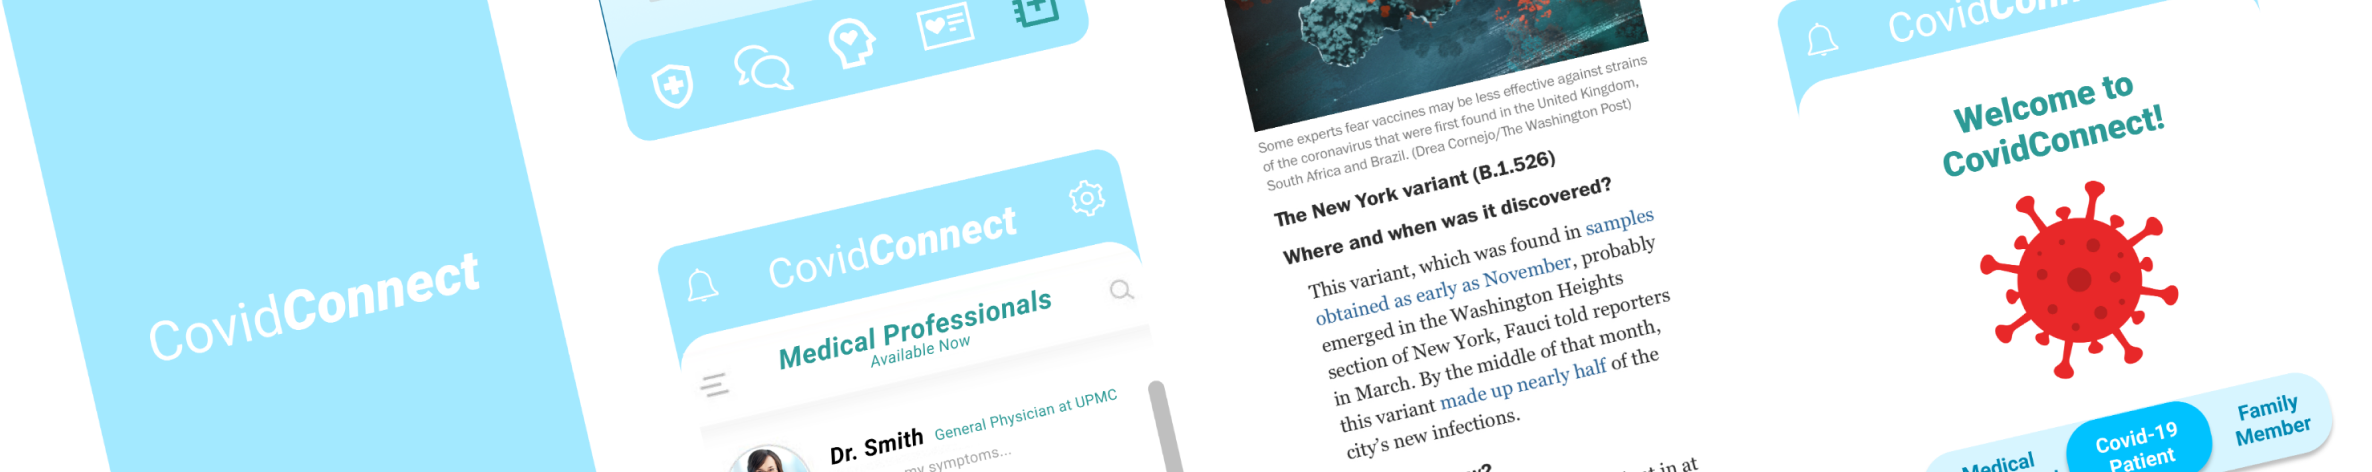 CovidConnect
CovidConnect
Medical Professionals
Available Now
Dr. Smith General Physician at UPMC
my symptoms...
Some experts fear vaccines may be less effective against strains
of the coronavirus that were first found in the United Kingdom,
South Africa and Brazil. (Drea Cornejo/The Washington Post)
The New York variant (B.1.526)
Where and when was it discovered?
This variant, which was found in samples
obtained as early as November, probably
emerged in the Washington Heights
section of New York, Fauci told reporters
in March. By the middle of that month,
this variant made up nearly half of the
city's new infections.
in at
CovidConnect
Welcome to
CovidConnect!
Medical
Covid-19
Patient
Family
Member